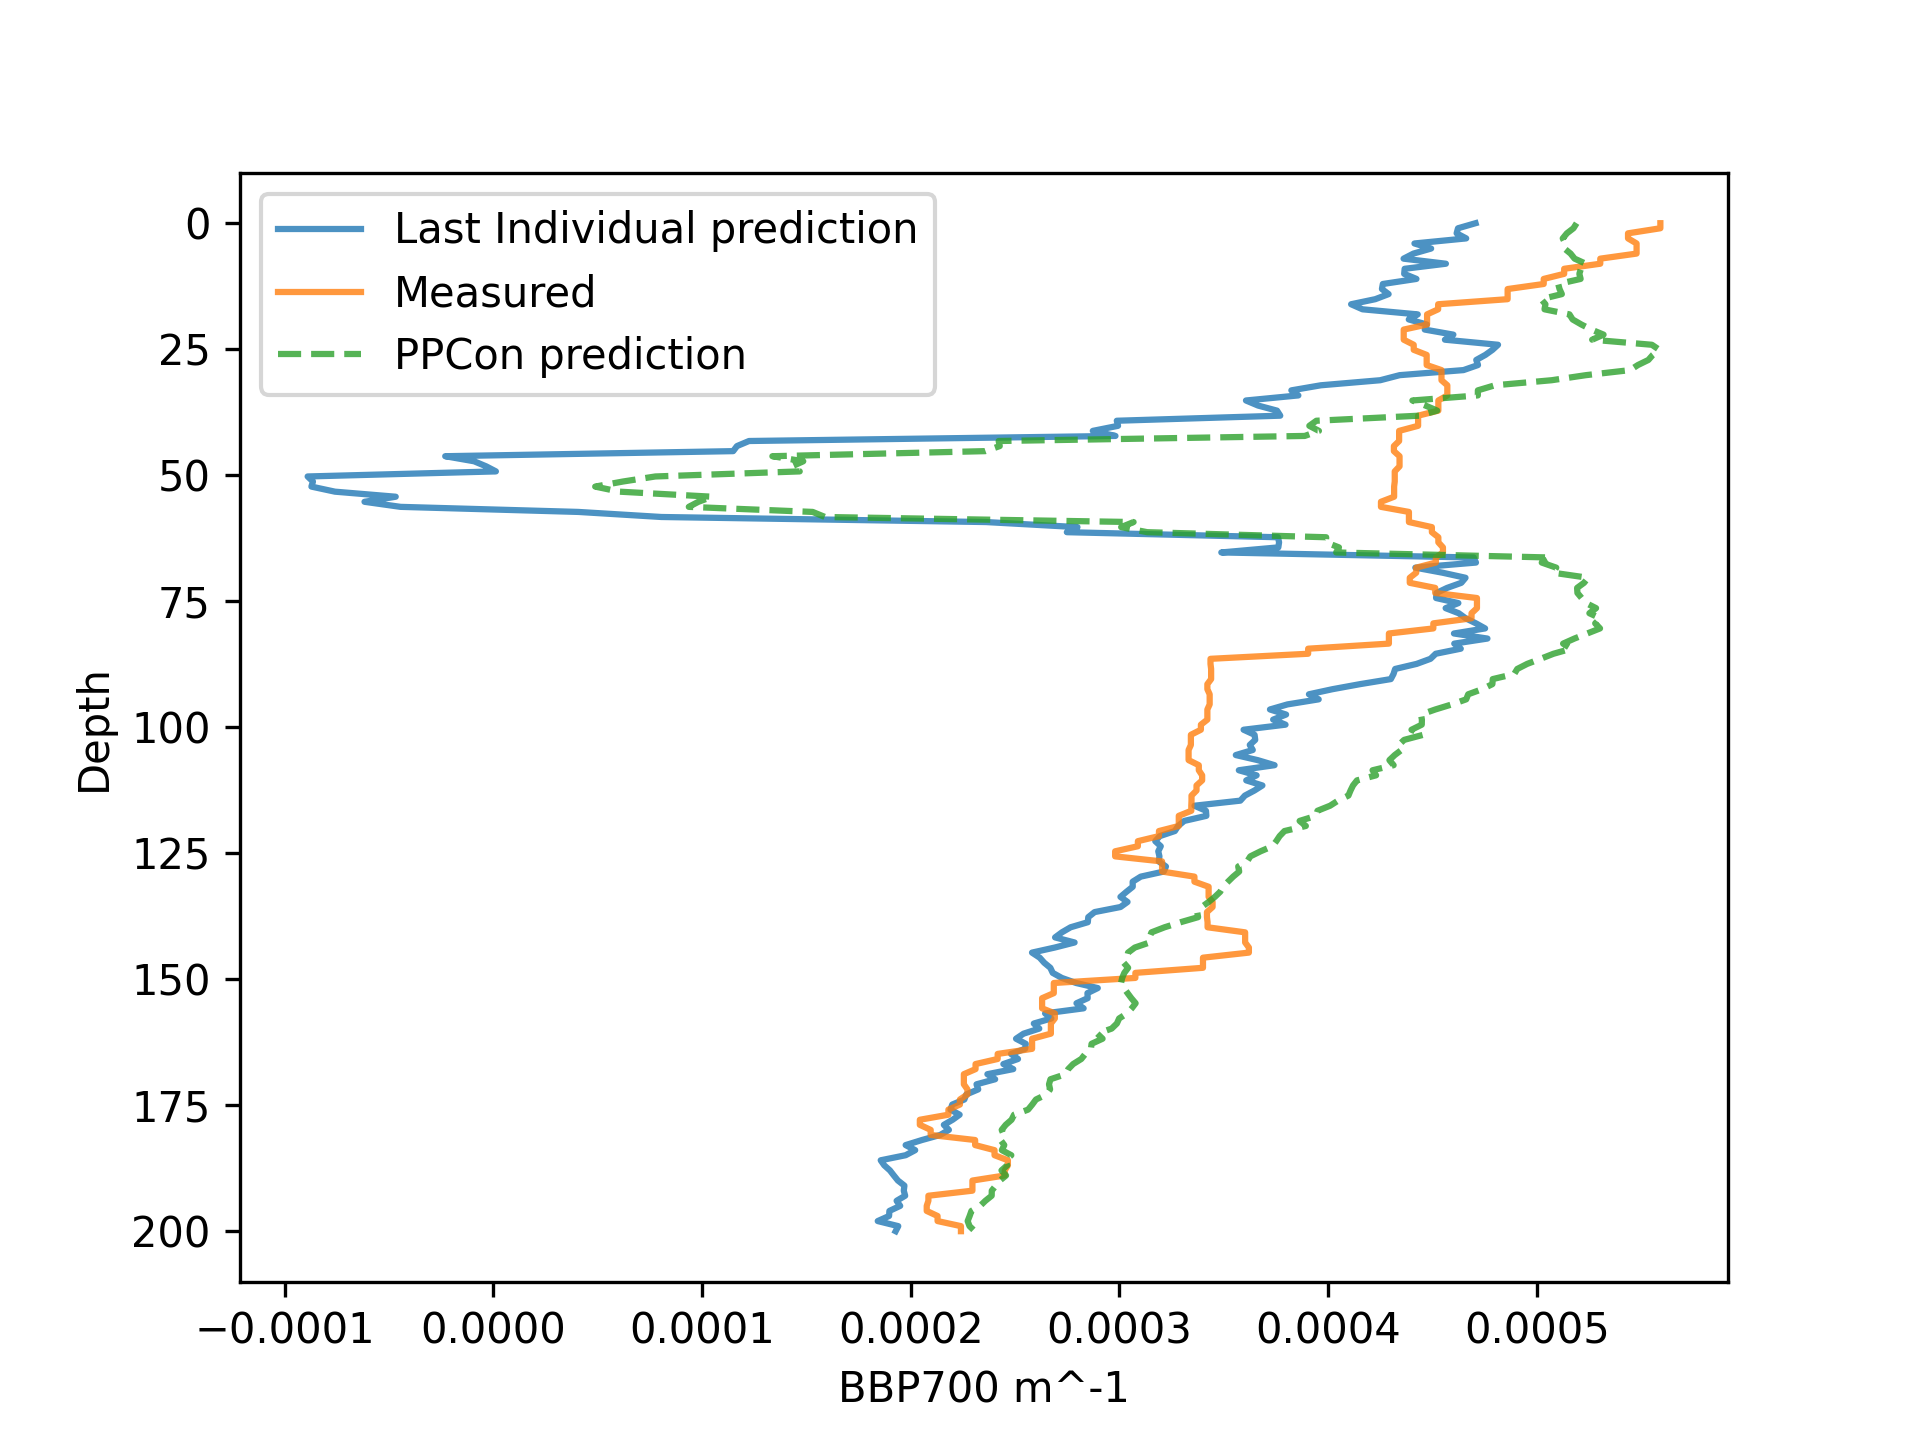 Last Individual prediction
Measured
PPCon prediction
0
25
50
75
100
125
150
175
200
Depth
−0.0001 0.0000 0.0001 0.0002 0.0003 0.0004 0.0005
BBP700 m^-1